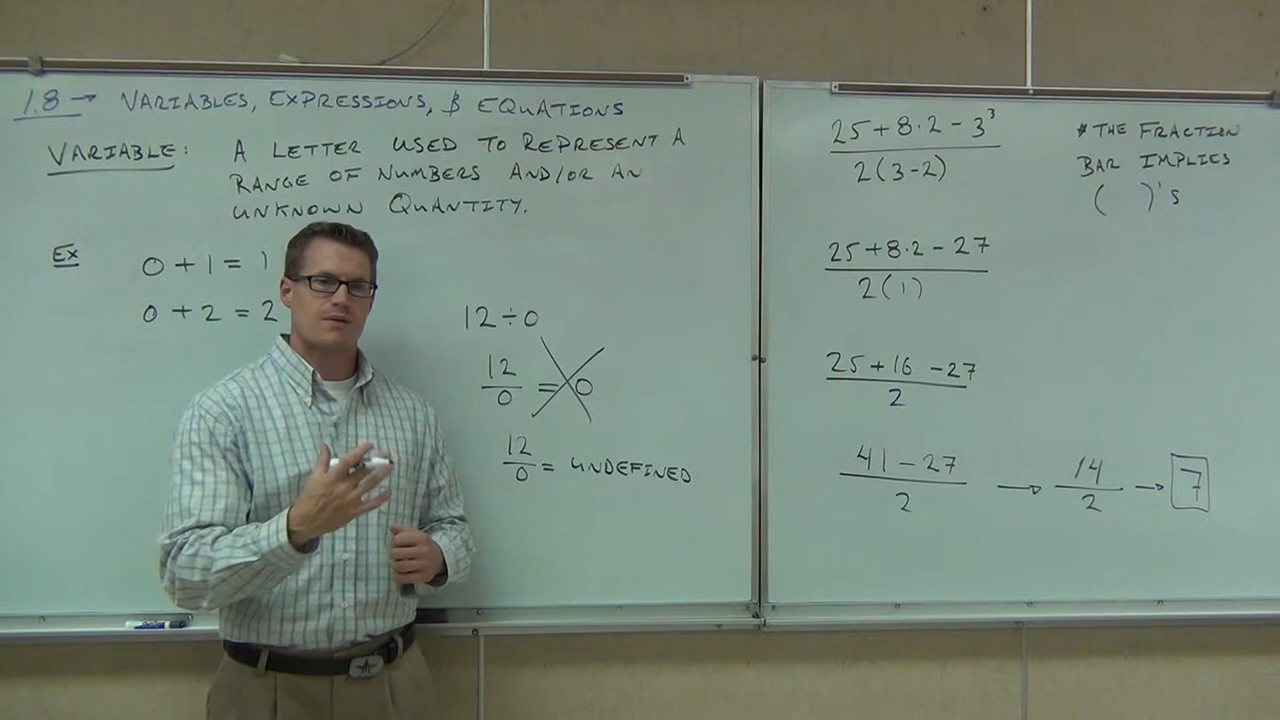 1.8 → VARIABLES, EXPRESSIONS, & EQUATIONS
VARIABLE: A LETTER USED TO REPRESENT A
RANGE OF NUMBERS AND/OR AN
UNKNOWN QUANTITY.
Ex
0 + 1 = 1
0 + 2 = 2
12 ÷ 0
12/0 = 0
12/0 = UNDEFINED
25 + 8 · 2 - 3³
2(3-2)
25 + 8 · 2 - 27
2(1)
25 + 16 - 27
2
41 - 27
2
→ 14/2 → 7
* THE FRACTION
BAR IMPLIES
( )'s